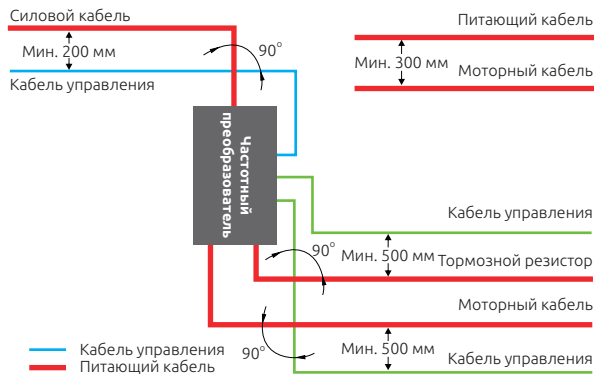 Силовой кабель
Мин. 200 мм
90°
Кабель управления
Питающий кабель
Мин. 300 мм
Моторный кабель
Частотный
преобразователь
Кабель управления
90°
Мин. 500 мм
Тормозной резистор
Моторный кабель
90°
Мин. 500 мм
Кабель управления
Кабель управления
Питающий кабель